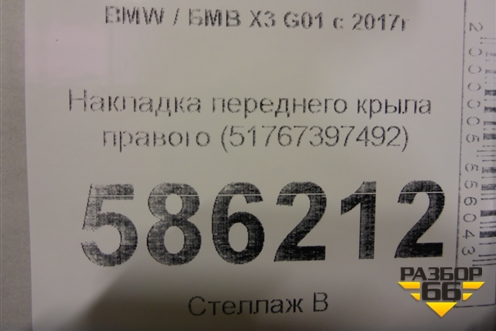 BMW / БМВ X3 G01 с 2017г
Накладка переднего крыла
правого (51767397492)
586212
Стеллаж В
РАЗБОР
66